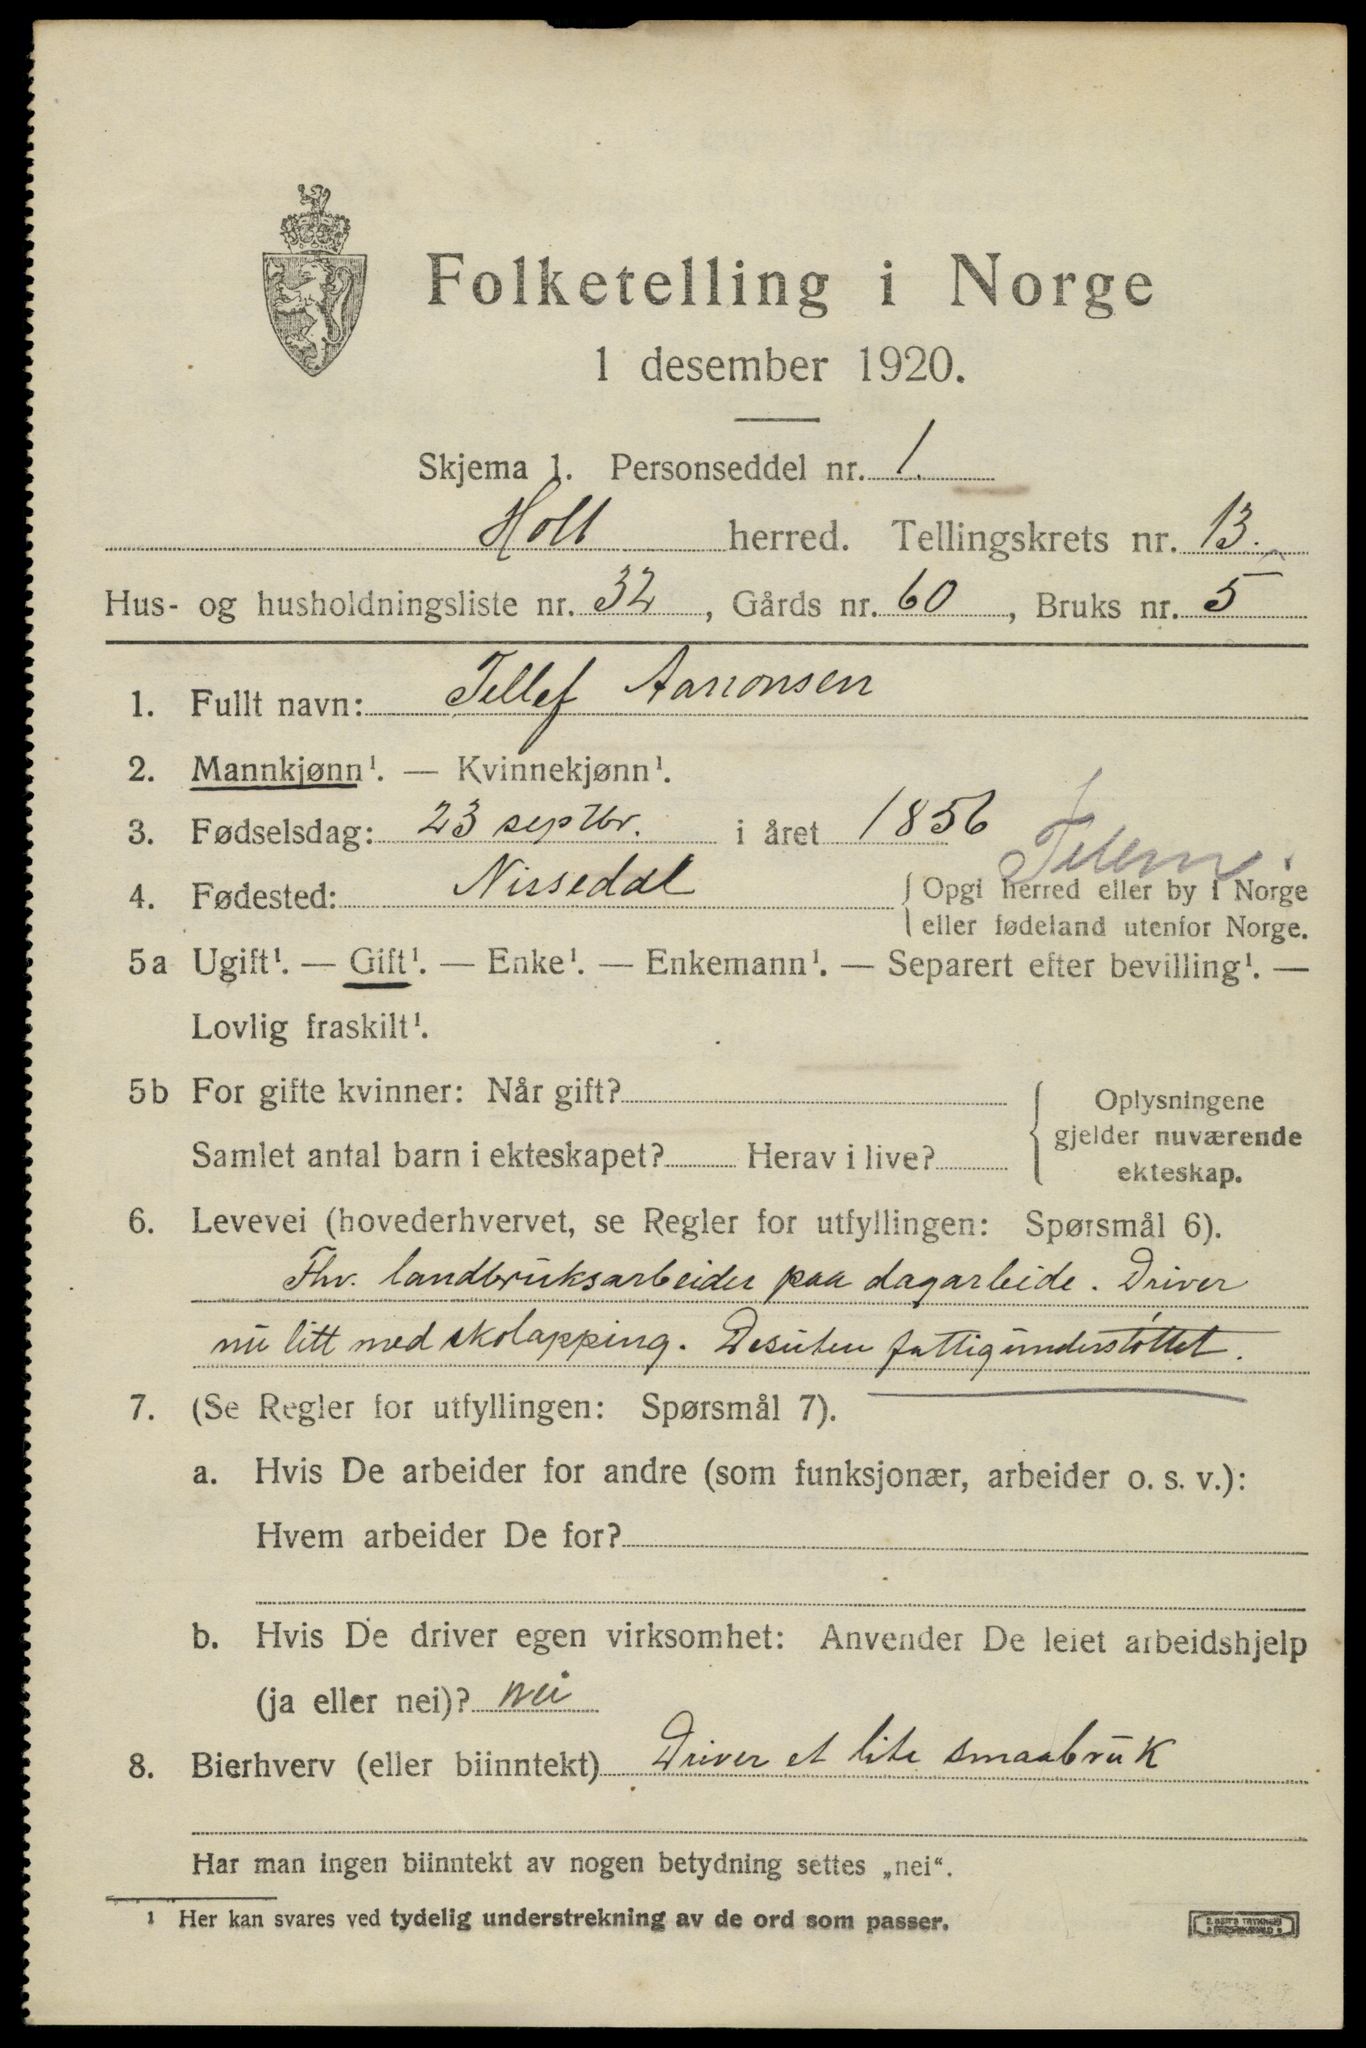 Folketelling i Norge
1 desember 1920.
Skjema 1. Personseddel nr. 1.
Holt herred. Tellingskrets nr. 13.
Hus- og husholdningsliste nr. 32, Gårds nr. 60, Bruks nr. 5
1. Fullt navn: Tellef Aanonsen
2. Mannkjønn¹. — Kvinnekjønn¹.
3. Fødselsdag: 23 septbr. i året 1856
Telem.
4. Fødested: Nissedal { Opgi herred eller by i Norge
eller fødeland utenfor Norge.
5a Ugift¹. — Gift¹. — Enke¹. — Enkemann¹. — Separert efter bevilling¹. —
Lovlig fraskilt¹.
5b For gifte kvinner: Når gift?
Samlet antal barn i ekteskapet? Herav i live?
{ Oplysningene
gjelder nuværende
ekteskap.
6. Levevei (hovederhvervet, se Regler for utfyllingen: Spørsmål 6).
Fhv. landbruksarbeider paa dagarbeide. Driver
nu litt med skolapping. Desuten fattigunderstøttet.
7. (Se Regler for utfyllingen: Spørsmål 7).
a. Hvis De arbeider for andre (som funksjonær, arbeider o. s. v.):
Hvem arbeider De for?
b. Hvis De driver egen virksomhet: Anvender De leiet arbeidshjelp
(ja eller nei)? nei
8. Bierhverv (eller biinntekt) Driver et lite smaabruk
Har man ingen biinntekt av nogen betydning settes „nei“.
¹ Her kan svares ved tydelig understrekning av de ord som passer.